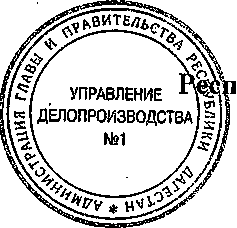 АДМИНИСТРАЦИЯ ГЛАВЫ И ПРАВИТЕЛЬСТВА РЕСПУБЛИКИ ДАГЕСТАН *
УПРАВЛЕНИЕ
ДЕЛОПРОИЗВОДСТВА
№1
Респ